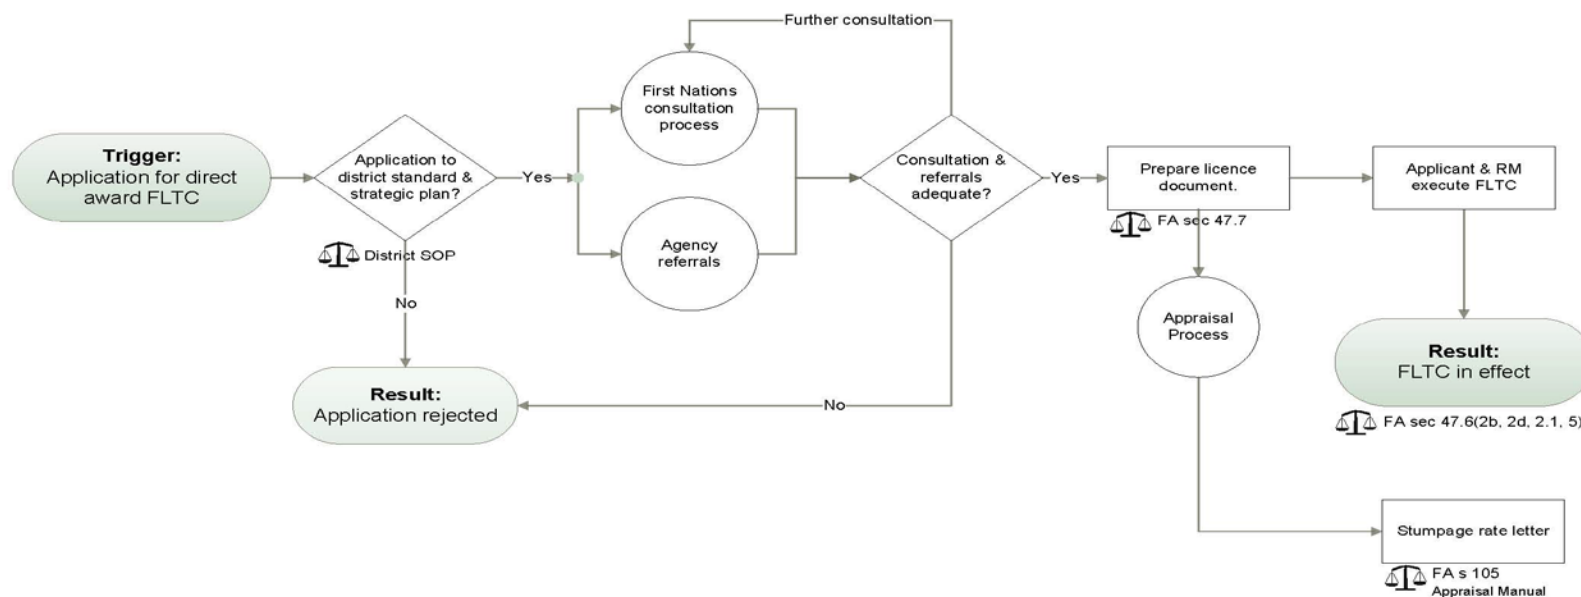 Further consultation
First Nations
consultation
process
Trigger:
Application for direct
award FLTC
Application to
district standard &
strategic plan?
Yes
Consultation &
referrals
adequate?
Yes
Prepare licence
document.
Applicant & RM
execute FLTC
FA sec 47.7
District SOP
Agency
referrals
No
Appraisal
Process
Result:
FLTC in effect
Result:
Application rejected
No
FA sec 47.6(2b, 2d, 2.1, 5)
Stumpage rate letter
FA s 105
Appraisal Manual